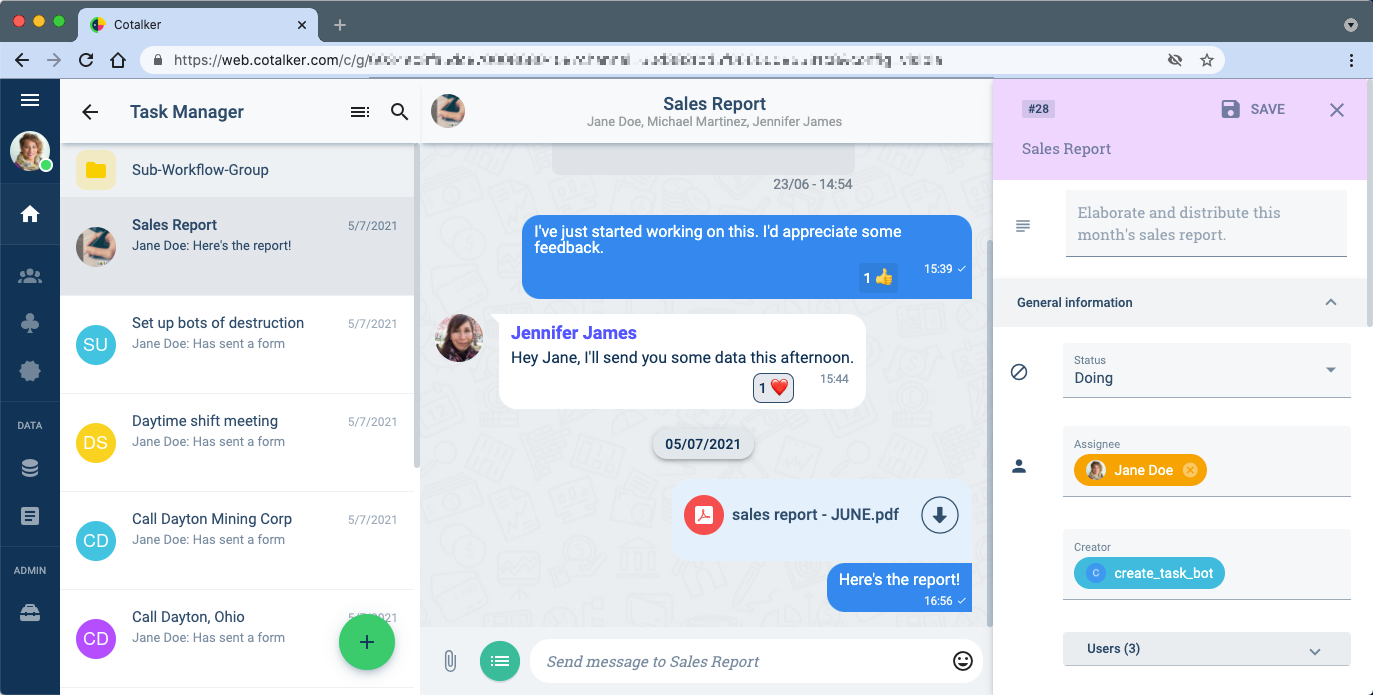 Cotalker
https://web.cotalker.com/c/g/
Task Manager
Sub-Workflow-Group
Sales Report
5/7/2021
Jane Doe: Here's the report!
SU
Set up bots of destruction
5/7/2021
Jane Doe: Has sent a form
DS
Daytime shift meeting
5/7/2021
Jane Doe: Has sent a form
CD
Call Dayton Mining Corp
5/7/2021
Jane Doe: Has sent a form
CD
Call Dayton, Ohio
Jane Doe: Has sent a form
DATA
ADMIN
Sales Report
Jane Doe, Michael Martinez, Jennifer James
23/06 - 14:54
I've just started working on this. I'd appreciate some
feedback.
1 👍
15:39
Jennifer James
Hey Jane, I'll send you some data this afternoon.
1 ❤️
15:44
05/07/2021
sales report - JUNE.pdf
Here's the report!
16:56
Send message to Sales Report
#28
SAVE
Sales Report
Elaborate and distribute this
month's sales report.
General information
Status
Doing
Assignee
Jane Doe
Creator
C create_task_bot
Users (3)